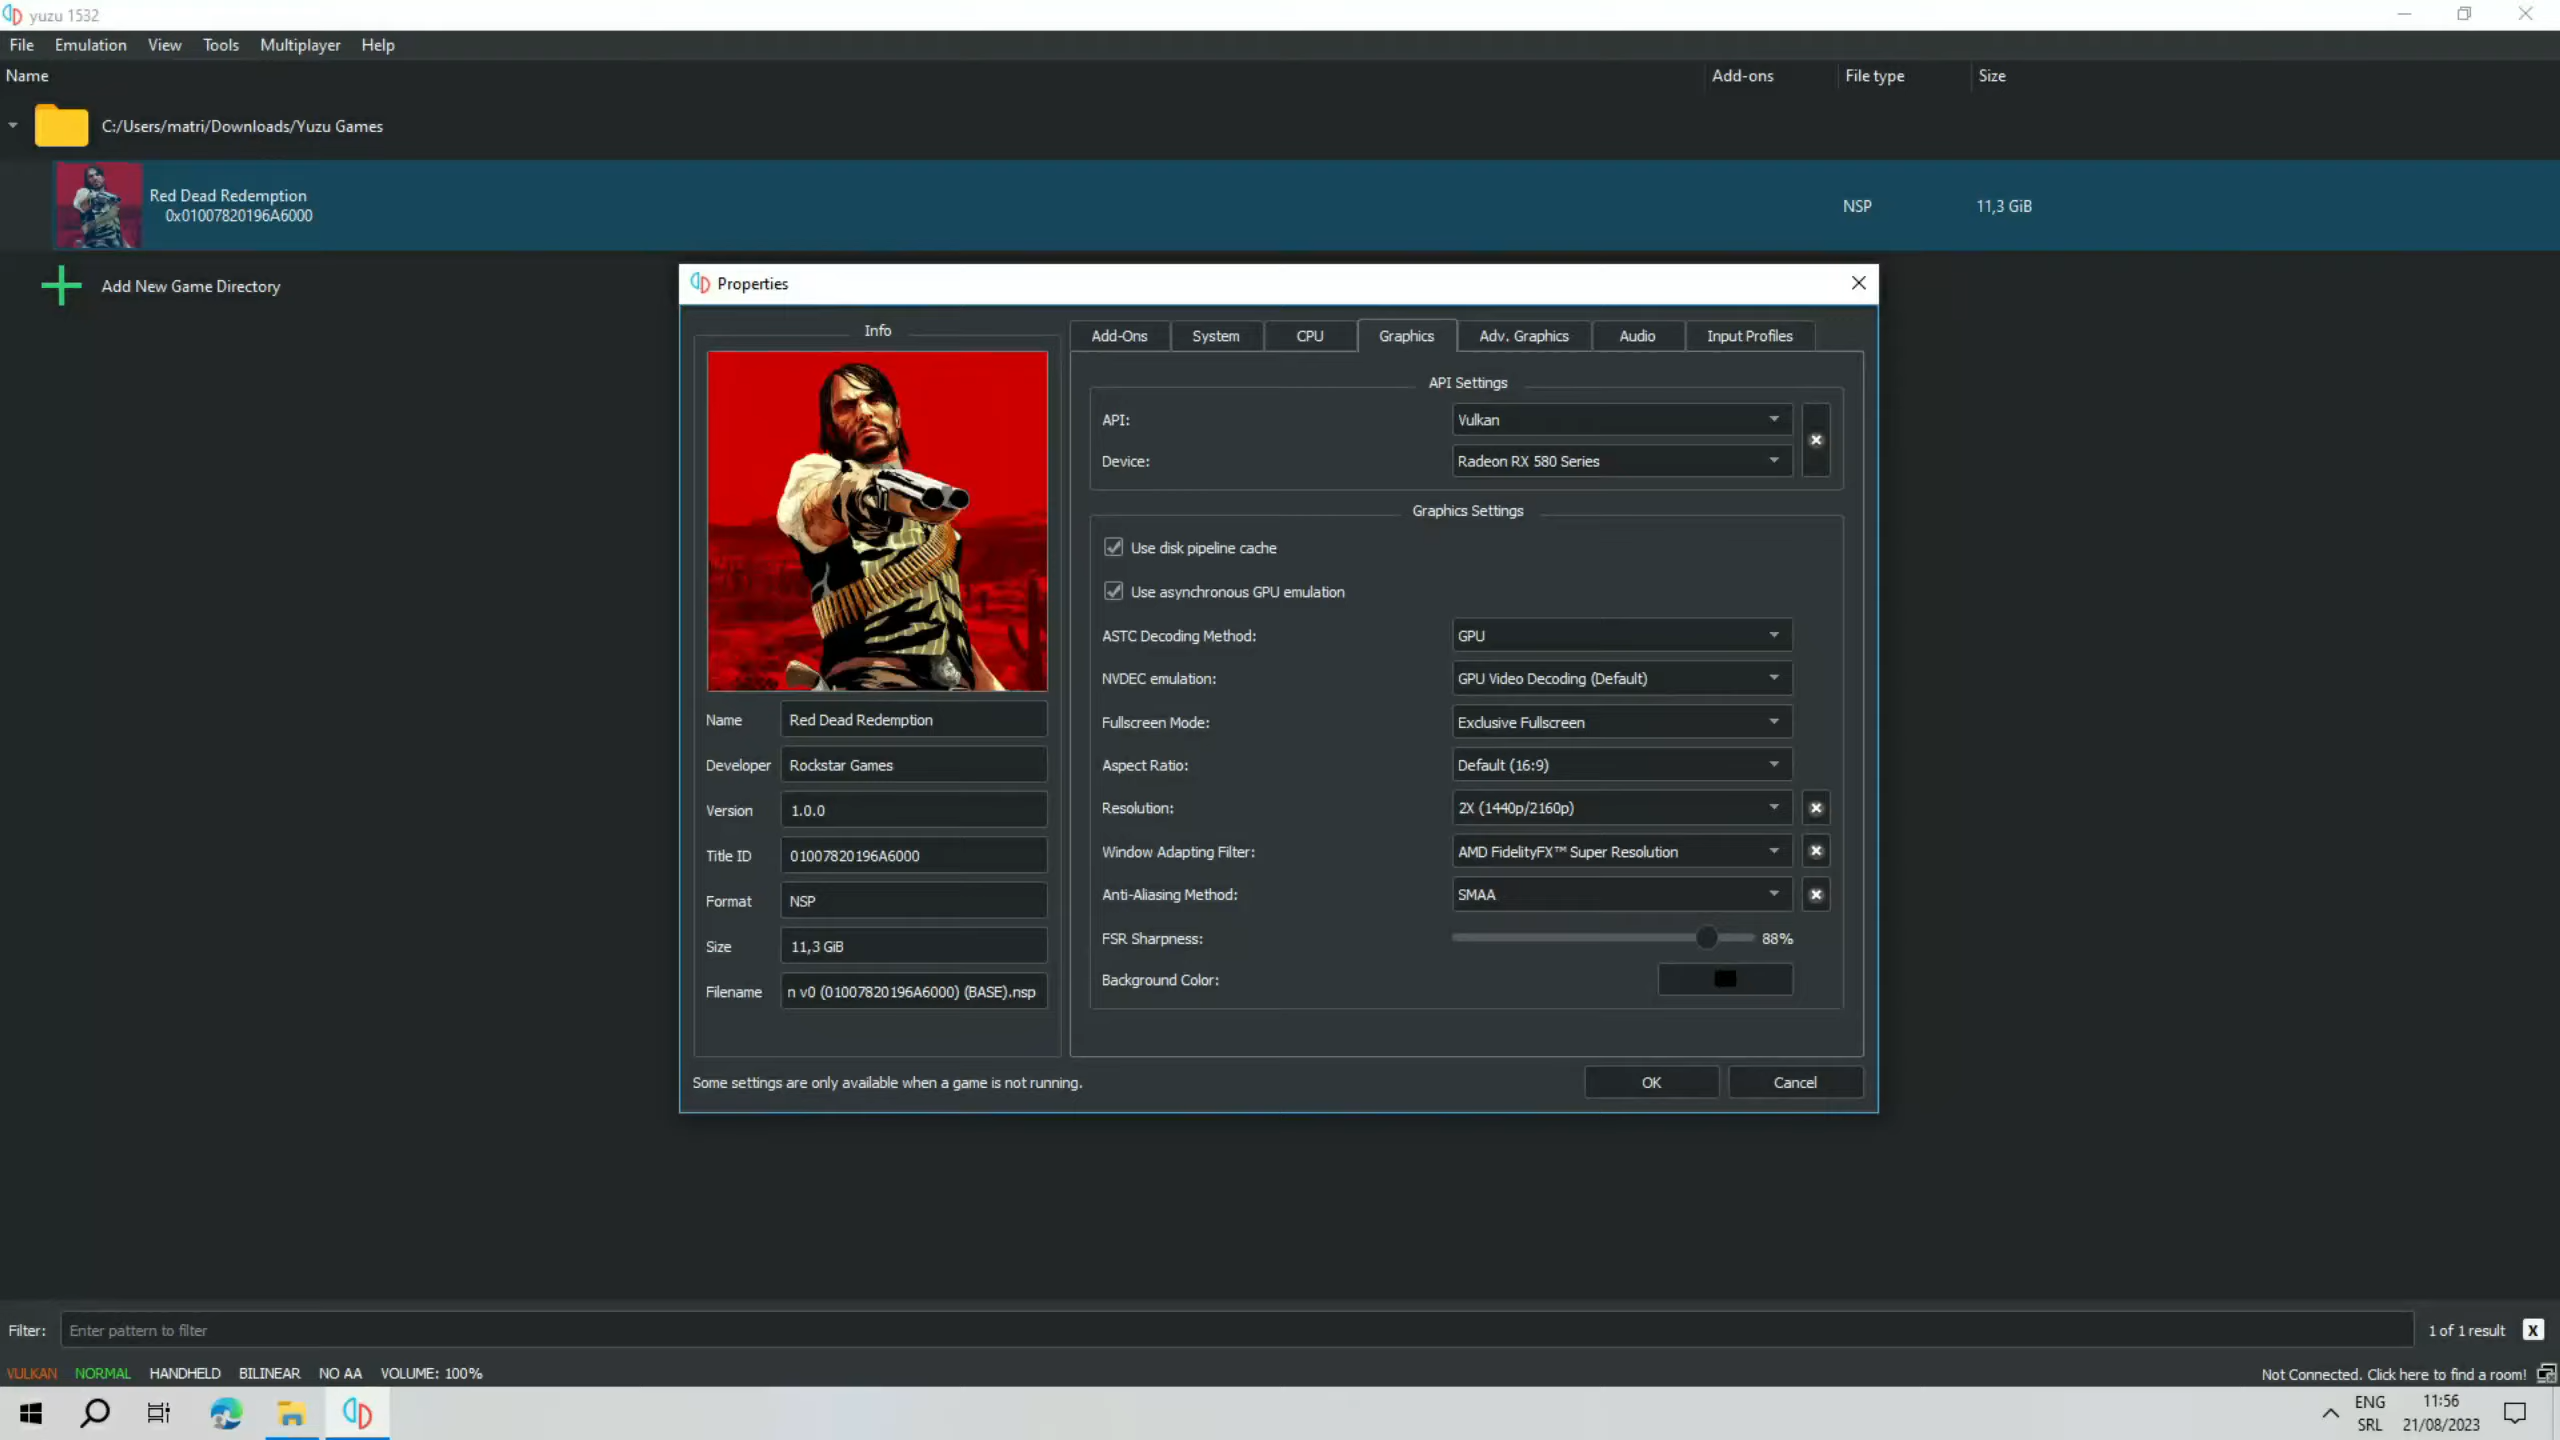 yuzu 1532
File Emulation View Tools Multiplayer Help
Name Add-ons File type Size
C:/Users/matri/Downloads/Yuzu Games
Red Dead Redemption
0x01007820196A6000
NSP 11,3 GiB
Add New Game Directory
Properties
Info
Name Red Dead Redemption
Developer Rockstar Games
Version 1.0.0
Title ID 01007820196A6000
Format NSP
Size 11,3 GiB
Filename n v0 (01007820196A6000) (BASE).nsp
Add-Ons System CPU Graphics Adv. Graphics Audio Input Profiles
API Settings
API: Vulkan
Device: Radeon RX 580 Series
Graphics Settings
Use disk pipeline cache
Use asynchronous GPU emulation
ASTC Decoding Method: GPU
NVDEC emulation: GPU Video Decoding (Default)
Fullscreen Mode: Exclusive Fullscreen
Aspect Ratio: Default (16:9)
Resolution: 2X (1440p/2160p)
Window Adapting Filter: AMD FidelityFX™ Super Resolution
Anti-Aliasing Method: SMAA
FSR Sharpness: 88%
Background Color:
Some settings are only available when a game is not running.
OK Cancel
Filter: Enter pattern to filter 1 of 1 result X
VULKAN NORMAL HANDHELD BILINEAR NO AA VOLUME: 100% Not Connected. Click here to find a room!
ENG 11:56
SRL 21/08/2023